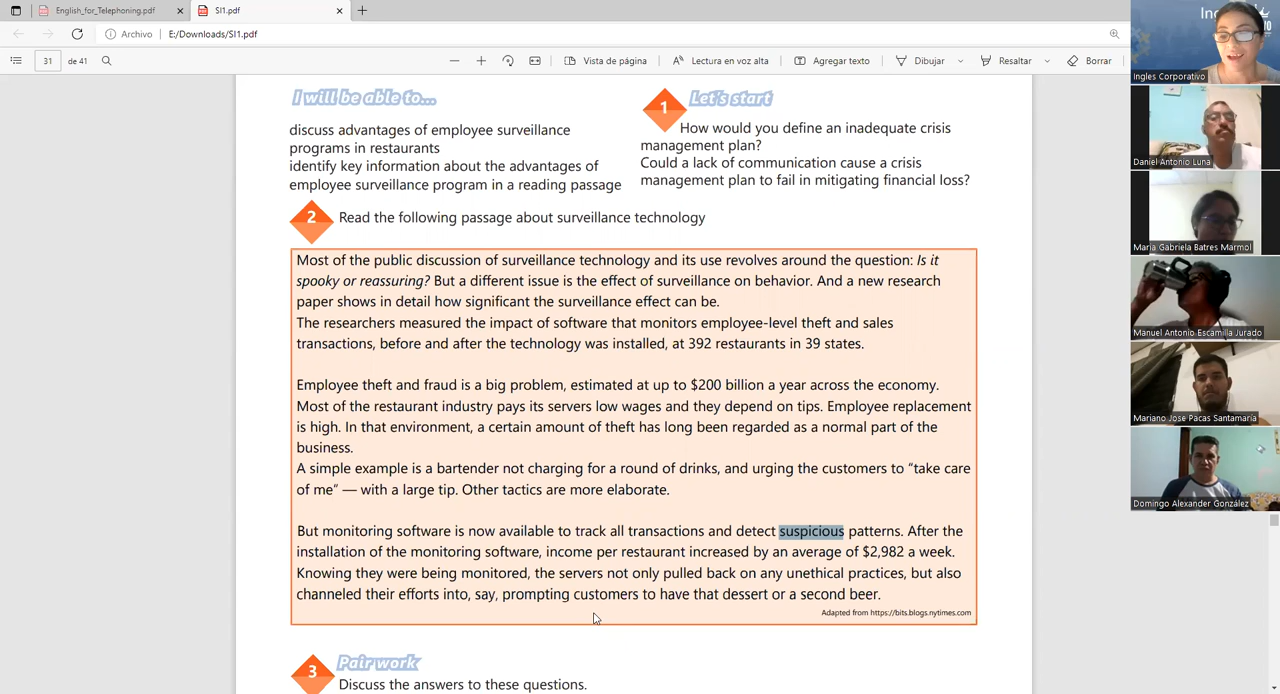 English_for_Telephoning.pdf
SI1.pdf
Archivo
E:/Downloads/SI1.pdf
31
de 41
Vista de página
Lectura en voz alta
Agregar texto
Dibujar
Resaltar
Borrar
I will be able to...
discuss advantages of employee surveillance
programs in restaurants
identify key information about the advantages of
employee surveillance program in a reading passage
1
Let's start
How would you define an inadequate crisis
management plan?
Could a lack of communication cause a crisis
management plan to fail in mitigating financial loss?
2
Read the following passage about surveillance technology
Most of the public discussion of surveillance technology and its use revolves around the question: Is it
spooky or reassuring? But a different issue is the effect of surveillance on behavior. And a new research
paper shows in detail how significant the surveillance effect can be.
The researchers measured the impact of software that monitors employee-level theft and sales
transactions, before and after the technology was installed, at 392 restaurants in 39 states.
Employee theft and fraud is a big problem, estimated at up to $200 billion a year across the economy.
Most of the restaurant industry pays its servers low wages and they depend on tips. Employee replacement
is high. In that environment, a certain amount of theft has long been regarded as a normal part of the
business.
A simple example is a bartender not charging for a round of drinks, and urging the customers to “take care
of me” — with a large tip. Other tactics are more elaborate.
But monitoring software is now available to track all transactions and detect suspicious patterns. After the
installation of the monitoring software, income per restaurant increased by an average of $2,982 a week.
Knowing they were being monitored, the servers not only pulled back on any unethical practices, but also
channeled their efforts into, say, prompting customers to have that dessert or a second beer.
Adapted from https://bits.blogs.nytimes.com
3
Pair work
Discuss the answers to these questions.
Ingles Corporativo
Daniel Antonio Luna
Maria Gabriela Batres Marmol
Manuel Antonio Escamilla Jurado
Mariano Jose Pacas Santamaría
Domingo Alexander González